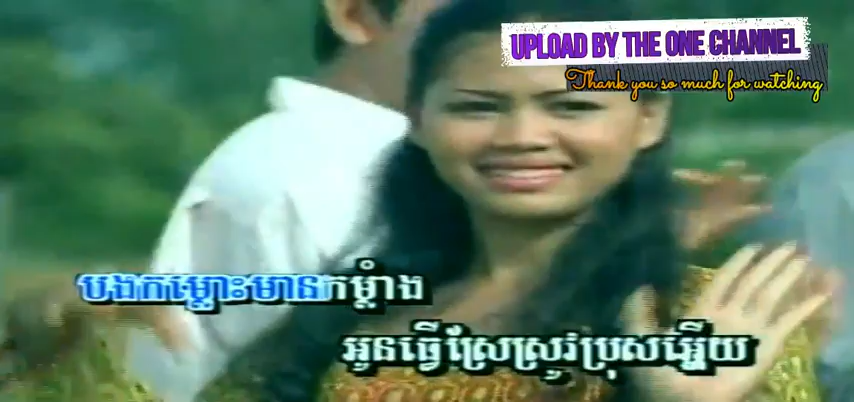 UPLOAD BY THE ONE CHANNEL
Thank you so much for watching
បងកម្លោះមានកម្លាំង
អូនធ្វើស្រែស្រូវប្រុសអើយ